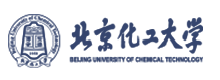 北京化工大学
BEIJING UNIVERSITY OF CHEMICAL TECHNOLOGY